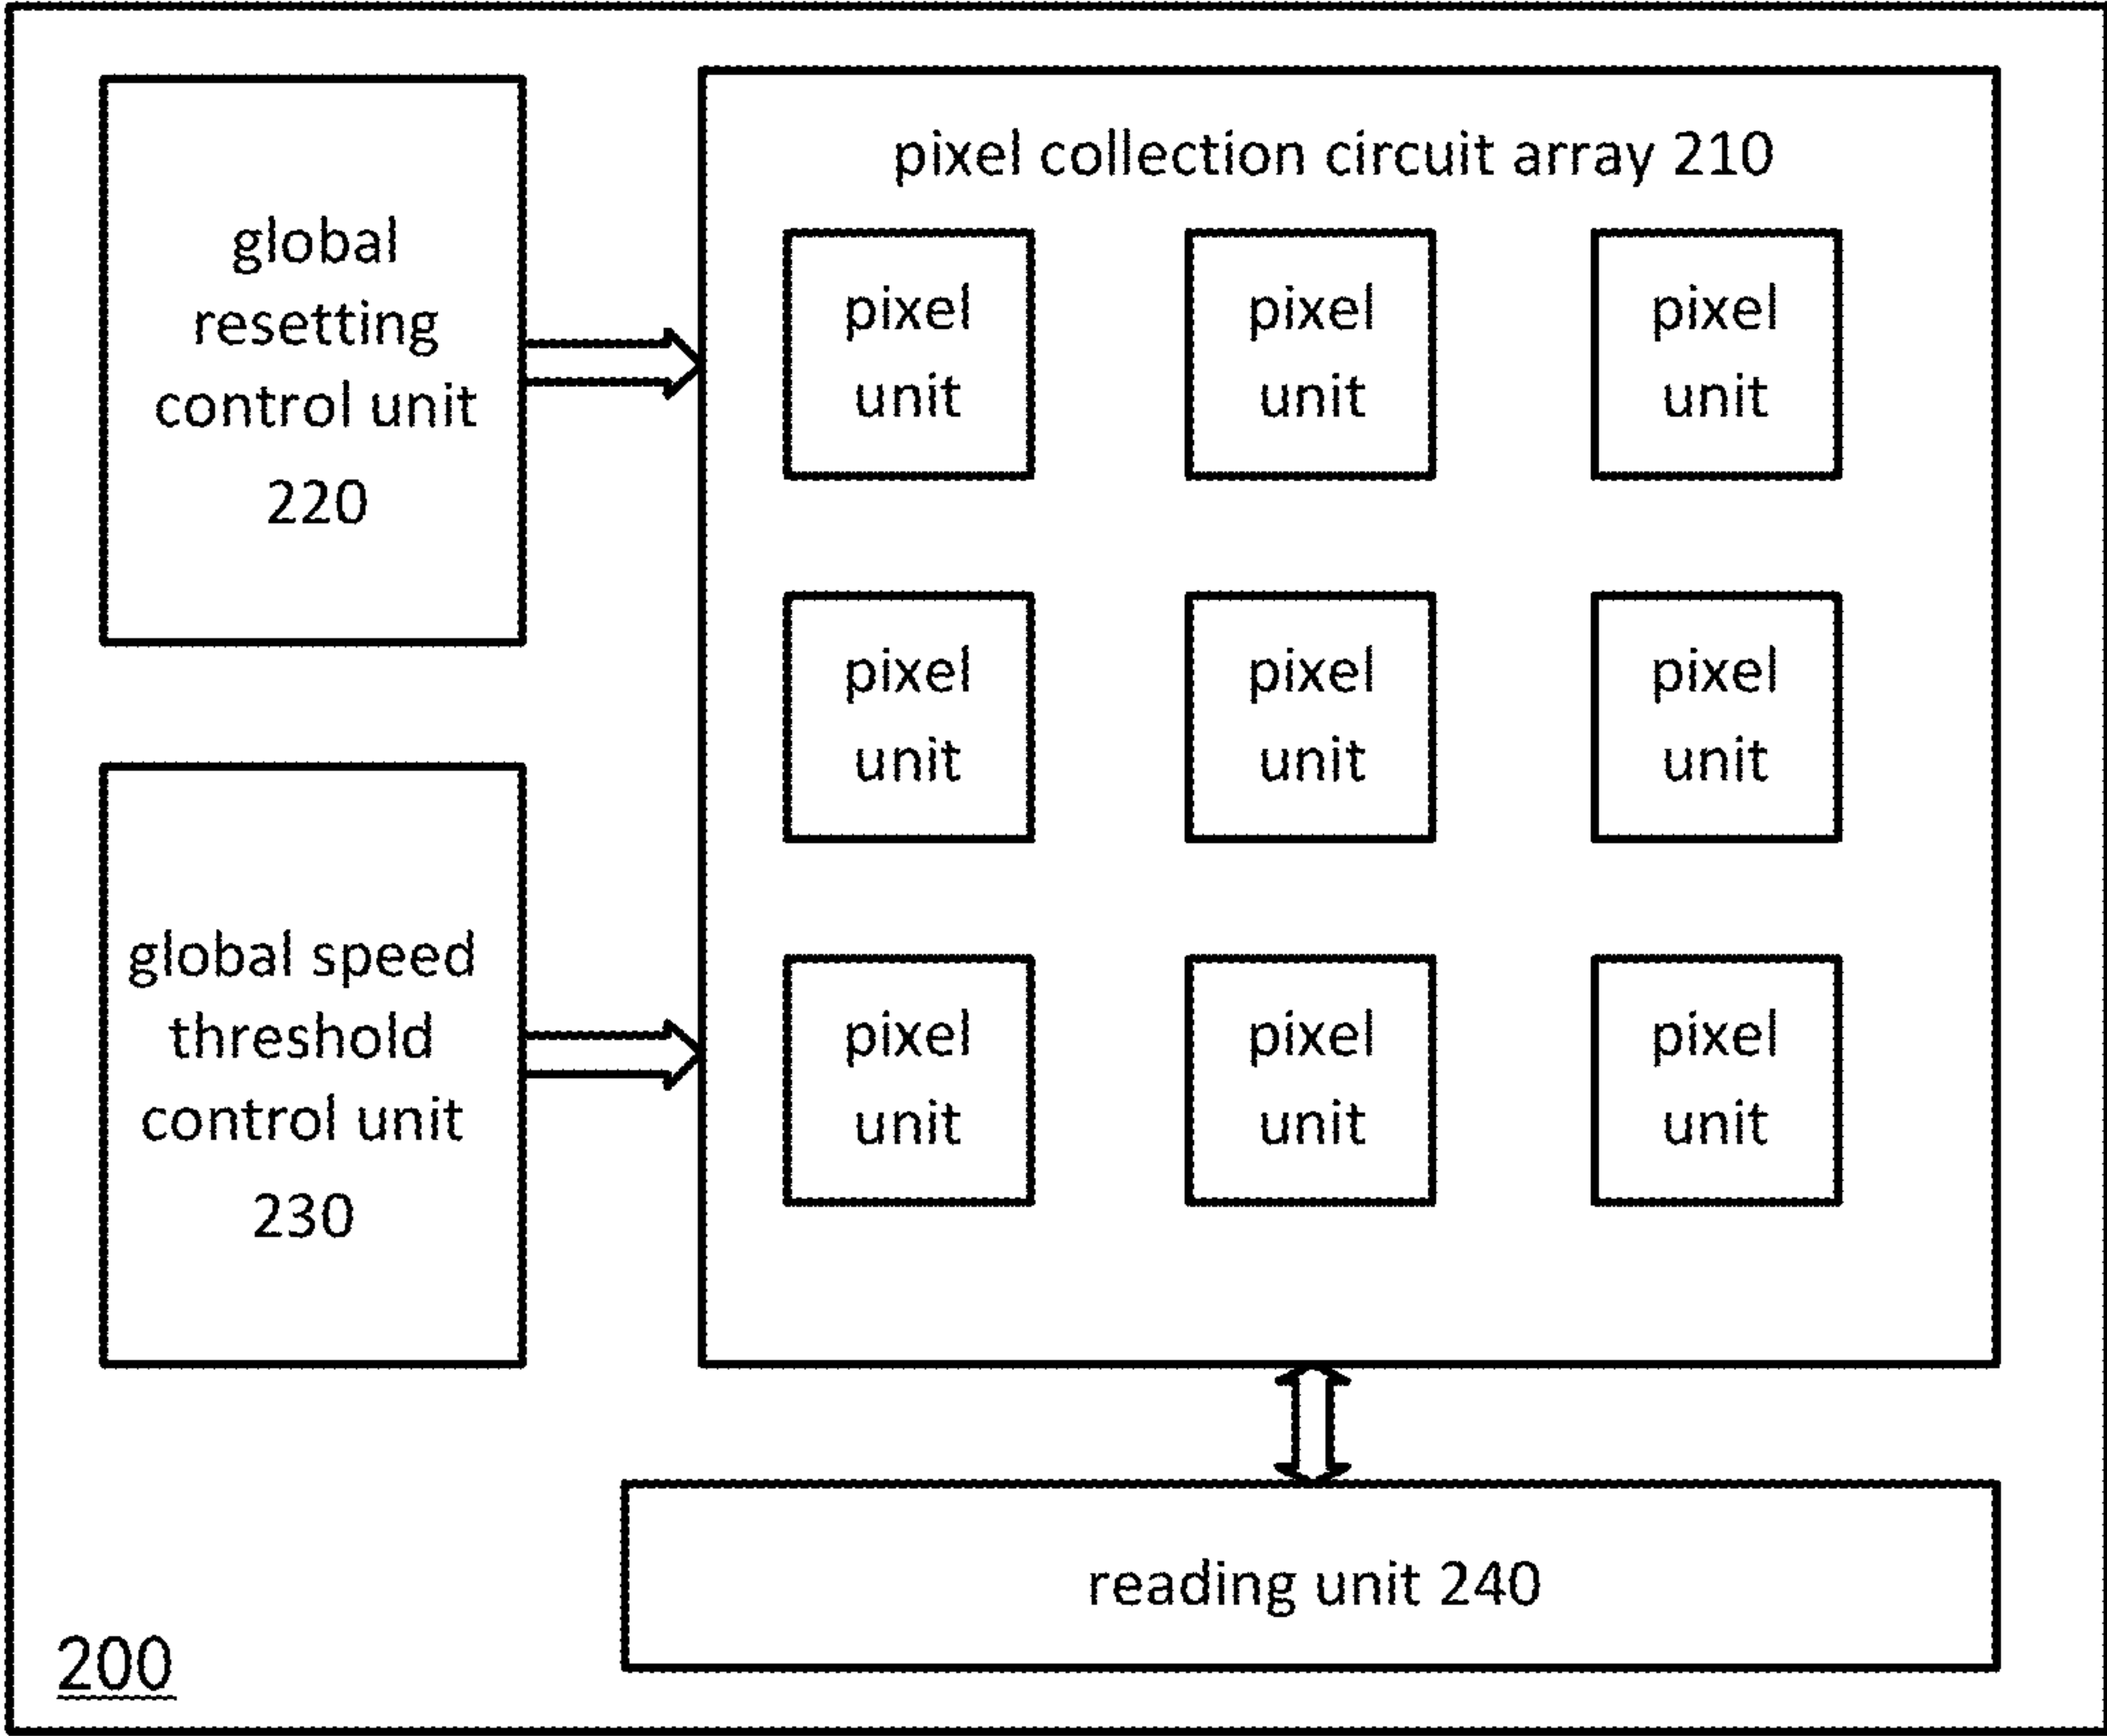 global
resetting
control unit
220
pixel collection circuit array 210
pixel
unit
pixel
unit
pixel
unit
pixel
unit
pixel
unit
pixel
unit
global speed
threshold
control unit
230
pixel
unit
pixel
unit
pixel
unit
reading unit 240
200